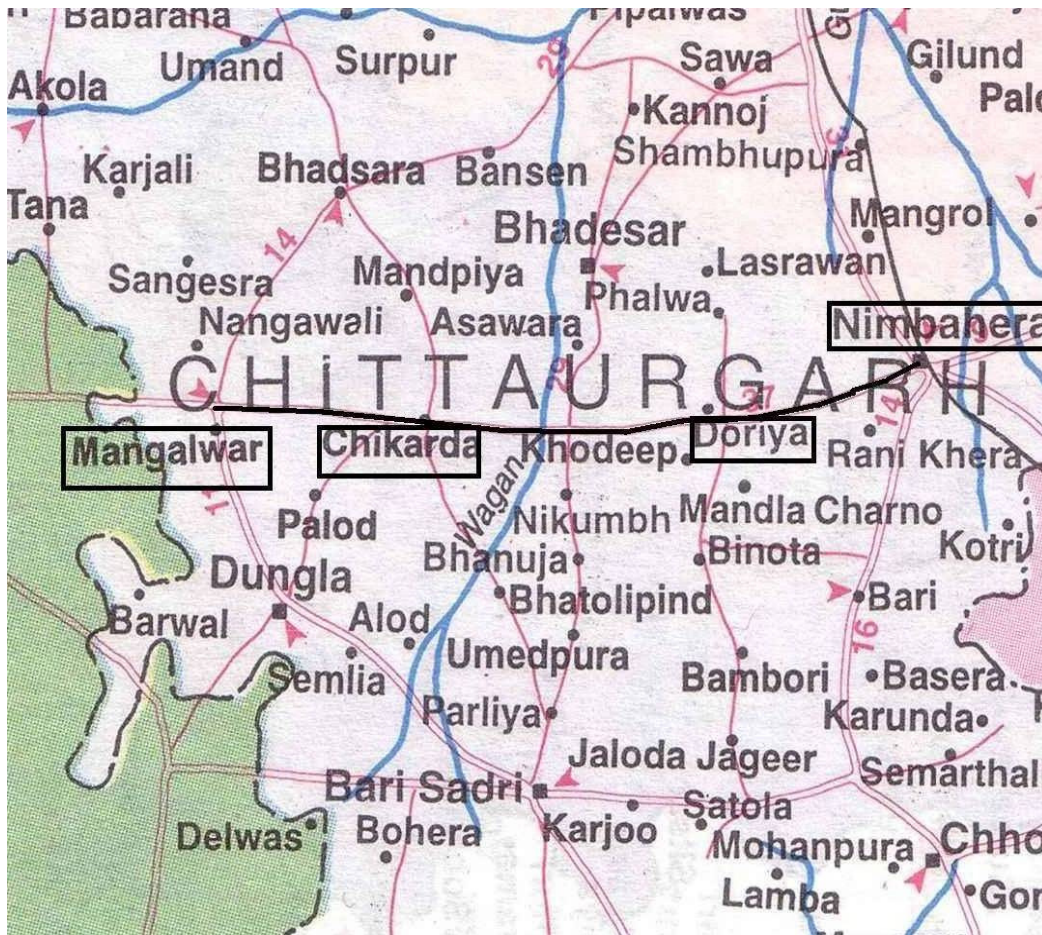 Babarana
Pipalwas
Umand
Surpur
Sawa
Gilund
Akola
29
Kannoj
Karjali
Bhadsara
Bansen
Shambhupura
Tana
14
Bhadesar
Mangrol
Sangesra
Mandpiya
Lasrawan
Phalwa
Nangawali
Asawara
Nimbahera
CHITTAURGARH
29
37
14
Mangalwar
Chikarda
Khodeep
Doriya
Rani Khera
Wagan
Palod
Nikumbh
Mandla Charno
Kotri
Bhanuja
Binota
Dungla
Bhatolipind
Bari
Barwal
Alod
16
Umedpura
Semlia
Bambori
Basera
Parliya
Karunda
Jaloda Jageer
Semarthal
Bari Sadri
Satola
Delwas
Bohera
Karjoo
Mohanpura
Chho
Lamba
Gor